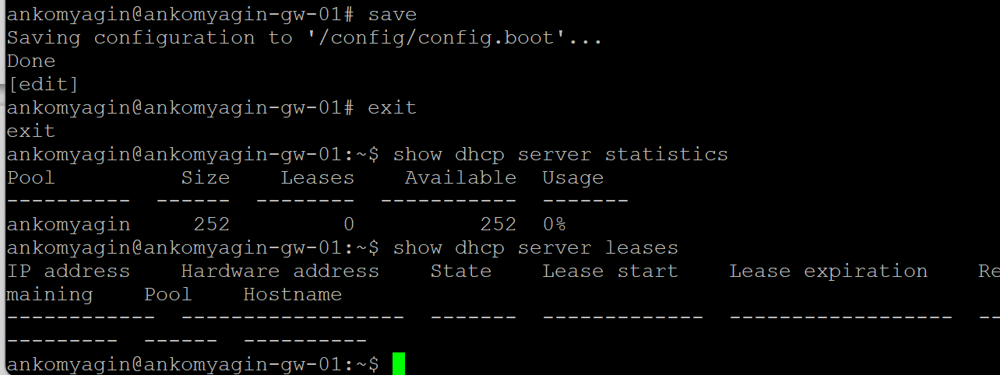 ankomyagin@ankomyagin-gw-01# save
Saving configuration to '/config/config.boot'...
Done
[edit]
ankomyagin@ankomyagin-gw-01# exit
exit
ankomyagin@ankomyagin-gw-01:~$ show dhcp server statistics
Pool          Size    Leases    Available  Usage
----------  ------  --------  -----------  -------
ankomyagin     252         0          252  0%
ankomyagin@ankomyagin-gw-01:~$ show dhcp server leases
IP address    Hardware address    State    Lease start    Lease expiration    Re
maining    Pool    Hostname
------------  ------------------  -------  -------------  ------------------  --
---------  ------  ----------
ankomyagin@ankomyagin-gw-01:~$